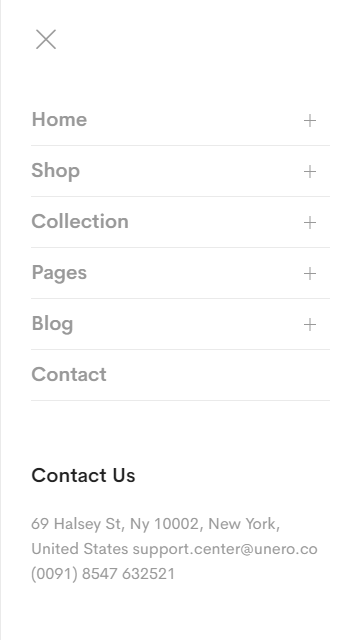 Home
Shop
Collection
Pages
Blog
Contact
Contact Us
69 Halsey St, Ny 10002, New York,
United States support.center@unero.co
(0091) 8547 632521